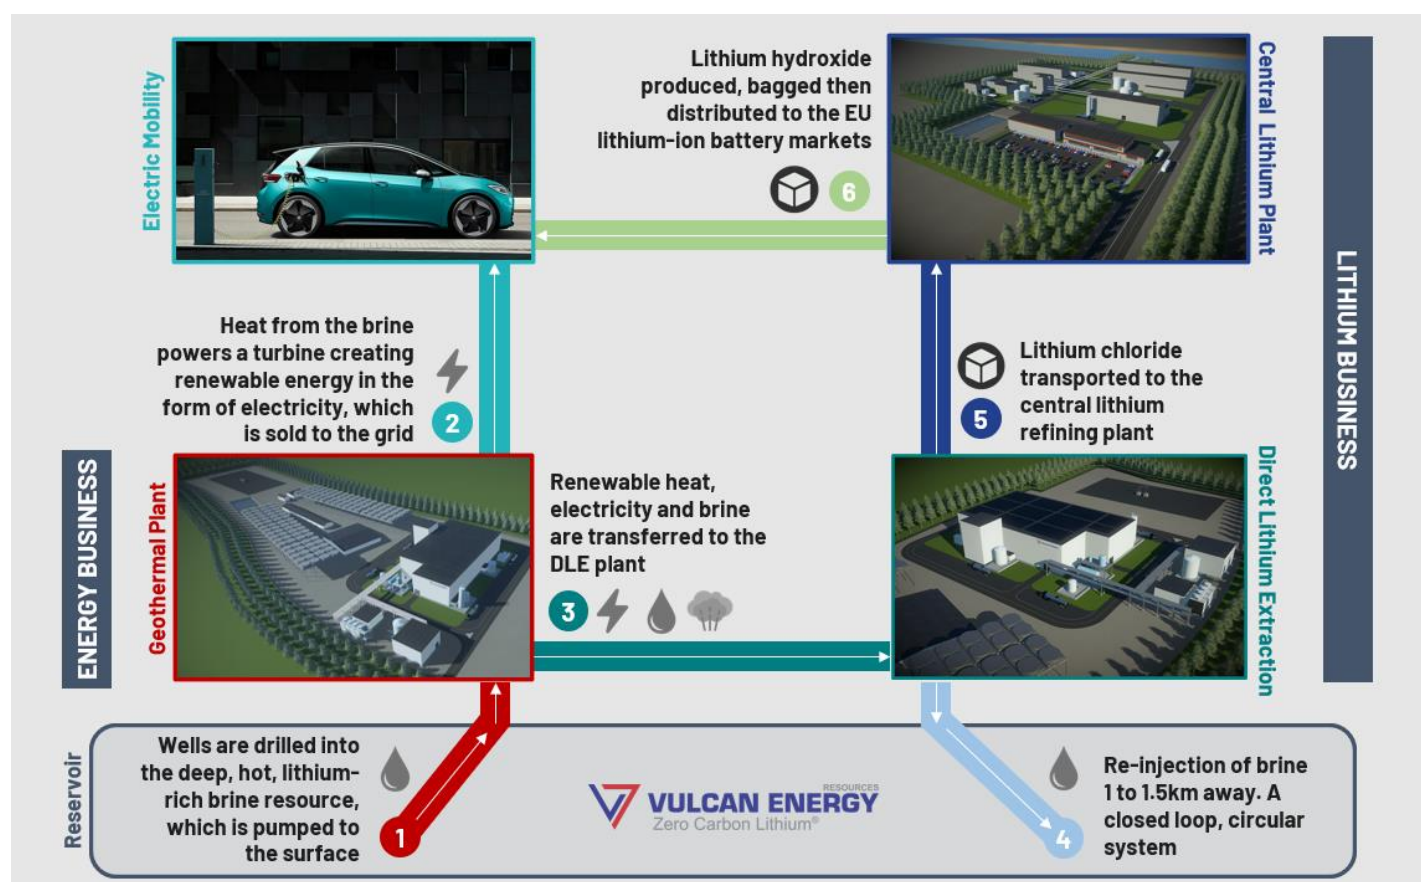 Electric Mobility
Lithium hydroxide
produced, bagged then
distributed to the EU
lithium-ion battery markets
6
Central Lithium Plant
LITHIUM BUSINESS
Heat from the brine
powers a turbine creating
renewable energy in the
form of electricity, which
is sold to the grid
2
Lithium chloride
transported to the
central lithium
refining plant
5
ENERGY BUSINESS
Geothermal Plant
Renewable heat,
electricity and brine
are transferred to the
DLE plant
3
Direct Lithium Extraction
Reservoir
Wells are drilled into
the deep, hot, lithium-
rich brine resource,
which is pumped to
the surface
1
RESOURCES
VULCAN ENERGY
Zero Carbon Lithium®
4
Re-injection of brine
1 to 1.5km away. A
closed loop, circular
system